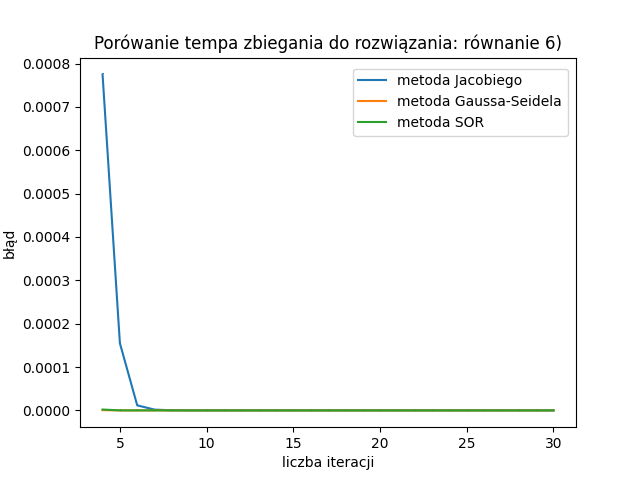 Porówanie tempa zbiegania do rozwiązania: równanie 6)
0.0008
0.0007
0.0006
0.0005
0.0004
0.0003
0.0002
0.0001
0.0000
błąd
metoda Jacobiego
metoda Gaussa-Seidela
metoda SOR
5 10 15 20 25 30
liczba iteracji